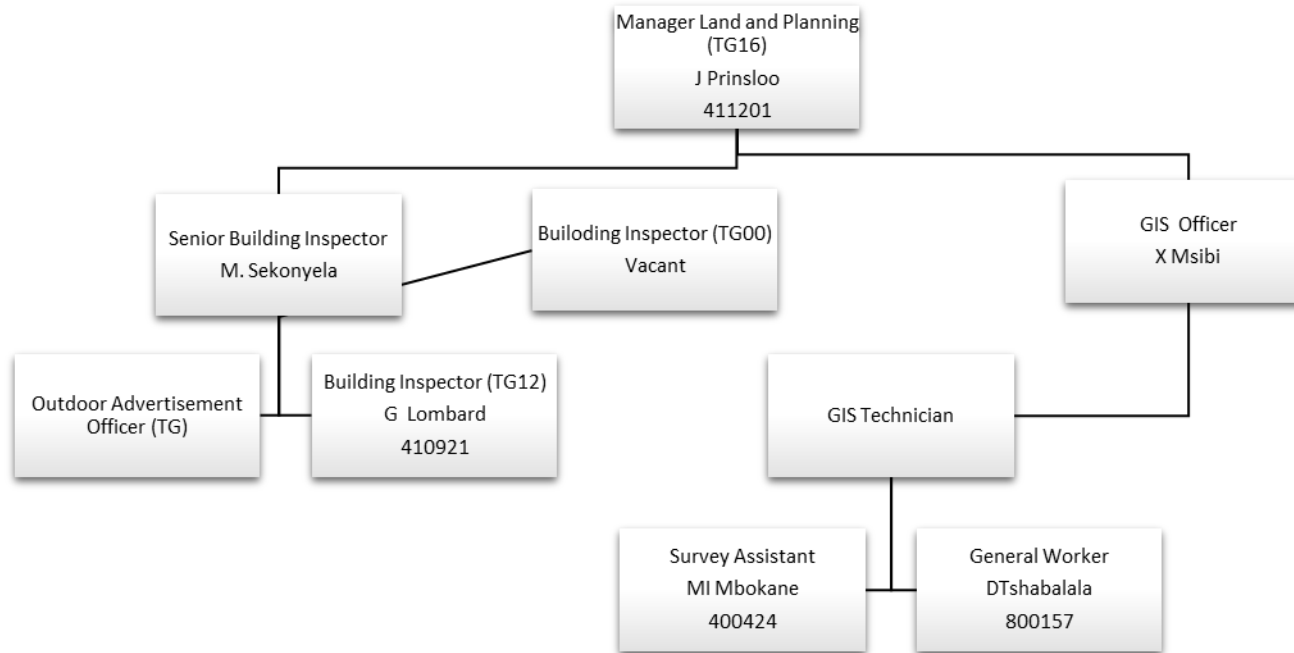 Manager Land and Planning
(TG16)
J Prinsloo
411201
Senior Building Inspector
M. Sekonyela
Builoding Inspector (TG00)
Vacant
GIS  Officer
X Msibi
Outdoor Advertisement
Officer (TG)
Building Inspector (TG12)
G  Lombard
410921
GIS Technician
Survey Assistant
MI Mbokane
400424
General Worker
DTshabalala
800157